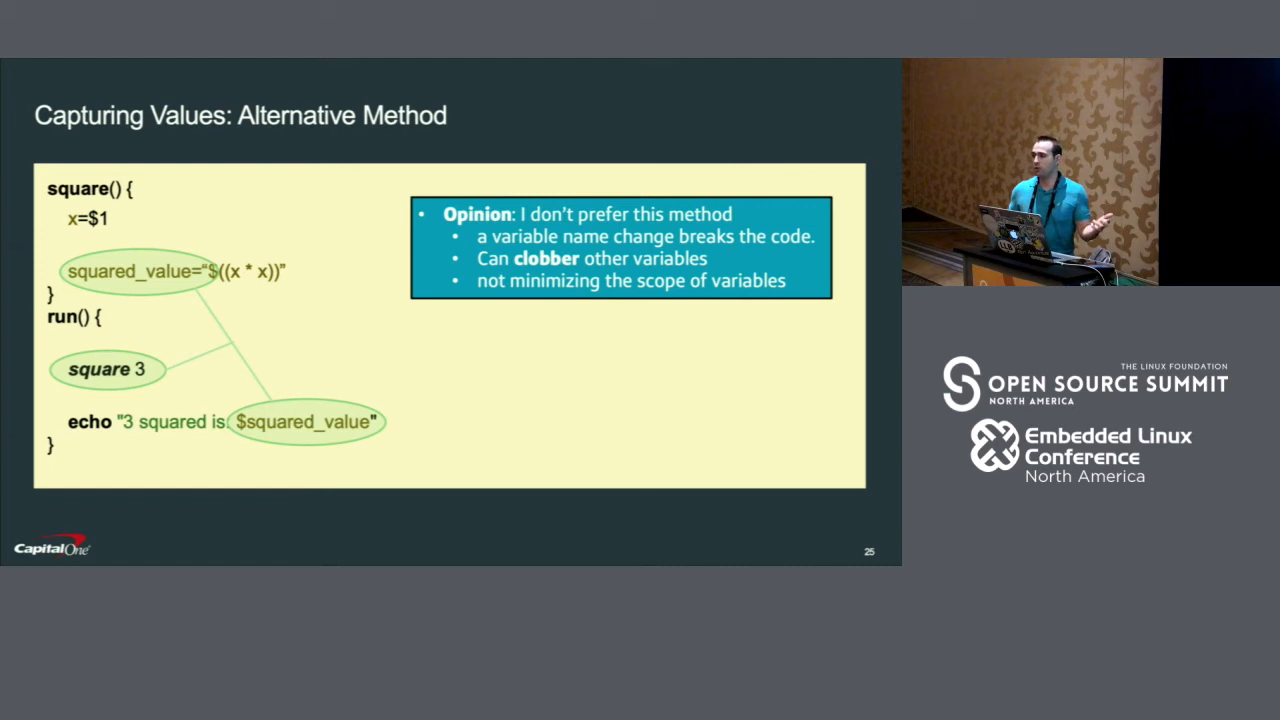 Capturing Values: Alternative Method
square() {
x=$1
squared_value=“$((x * x))”
}
run() {
square 3
echo "3 squared is: $squared_value"
}
• Opinion: I don’t prefer this method
• a variable name change breaks the code.
• Can clobber other variables
• not minimizing the scope of variables
CapitalOne
25
THE LINUX FOUNDATION
OPEN SOURCE SUMMIT
NORTH AMERICA
Embedded Linux
Conference
North America